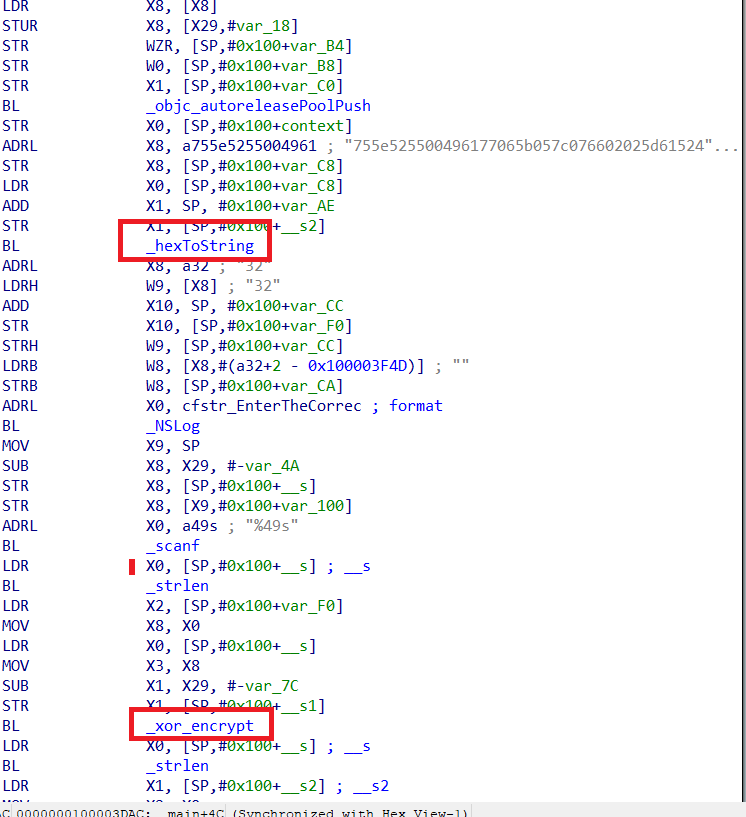 LDR X8, [X8]
STUR X8, [X29,#var_18]
STR WZR, [SP,#0x100+var_B4]
STR W0, [SP,#0x100+var_B8]
STR X1, [SP,#0x100+var_C0]
BL _objc_autoreleasePoolPush
STR X0, [SP,#0x100+context]
ADRL X8, a755e5255004961 ; "755e525500496177065b057c076602025d61524"...
STR X8, [SP,#0x100+var_C8]
LDR X0, [SP,#0x100+var_C8]
ADD X1, SP, #0x100+var_AE
STR X1, [SP,#0x100+__s2]
BL _hexToString
ADRL X8, a32 ; "32"
LDRH W9, [X8] ; "32"
ADD X10, SP, #0x100+var_CC
STR X10, [SP,#0x100+var_F0]
STRH W9, [SP,#0x100+var_CC]
LDRB W8, [X8,#(a32+2 - 0x100003F4D)] ; ""
STRB W8, [SP,#0x100+var_CA]
ADRL X0, cfstr_EnterTheCorrec ; format
BL _NSLog
MOV X9, SP
SUB X8, X29, #-var_4A
STR X8, [SP,#0x100+__s]
STR X8, [X9,#0x100+var_100]
ADRL X0, a49s ; "%49s"
BL _scanf
LDR X0, [SP,#0x100+__s] ; __s
BL _strlen
LDR X2, [SP,#0x100+var_F0]
MOV X8, X0
LDR X0, [SP,#0x100+__s]
MOV X3, X8
SUB X1, X29, #-var_7C
STR X1, [SP,#0x100+__s1]
BL _xor_encrypt
LDR X0, [SP,#0x100+__s] ; __s
BL _strlen
LDR X1, [SP,#0x100+__s2] ; __s2
AC 0000000100003DAC: _main+4C (Synchronized with Hex View-1)